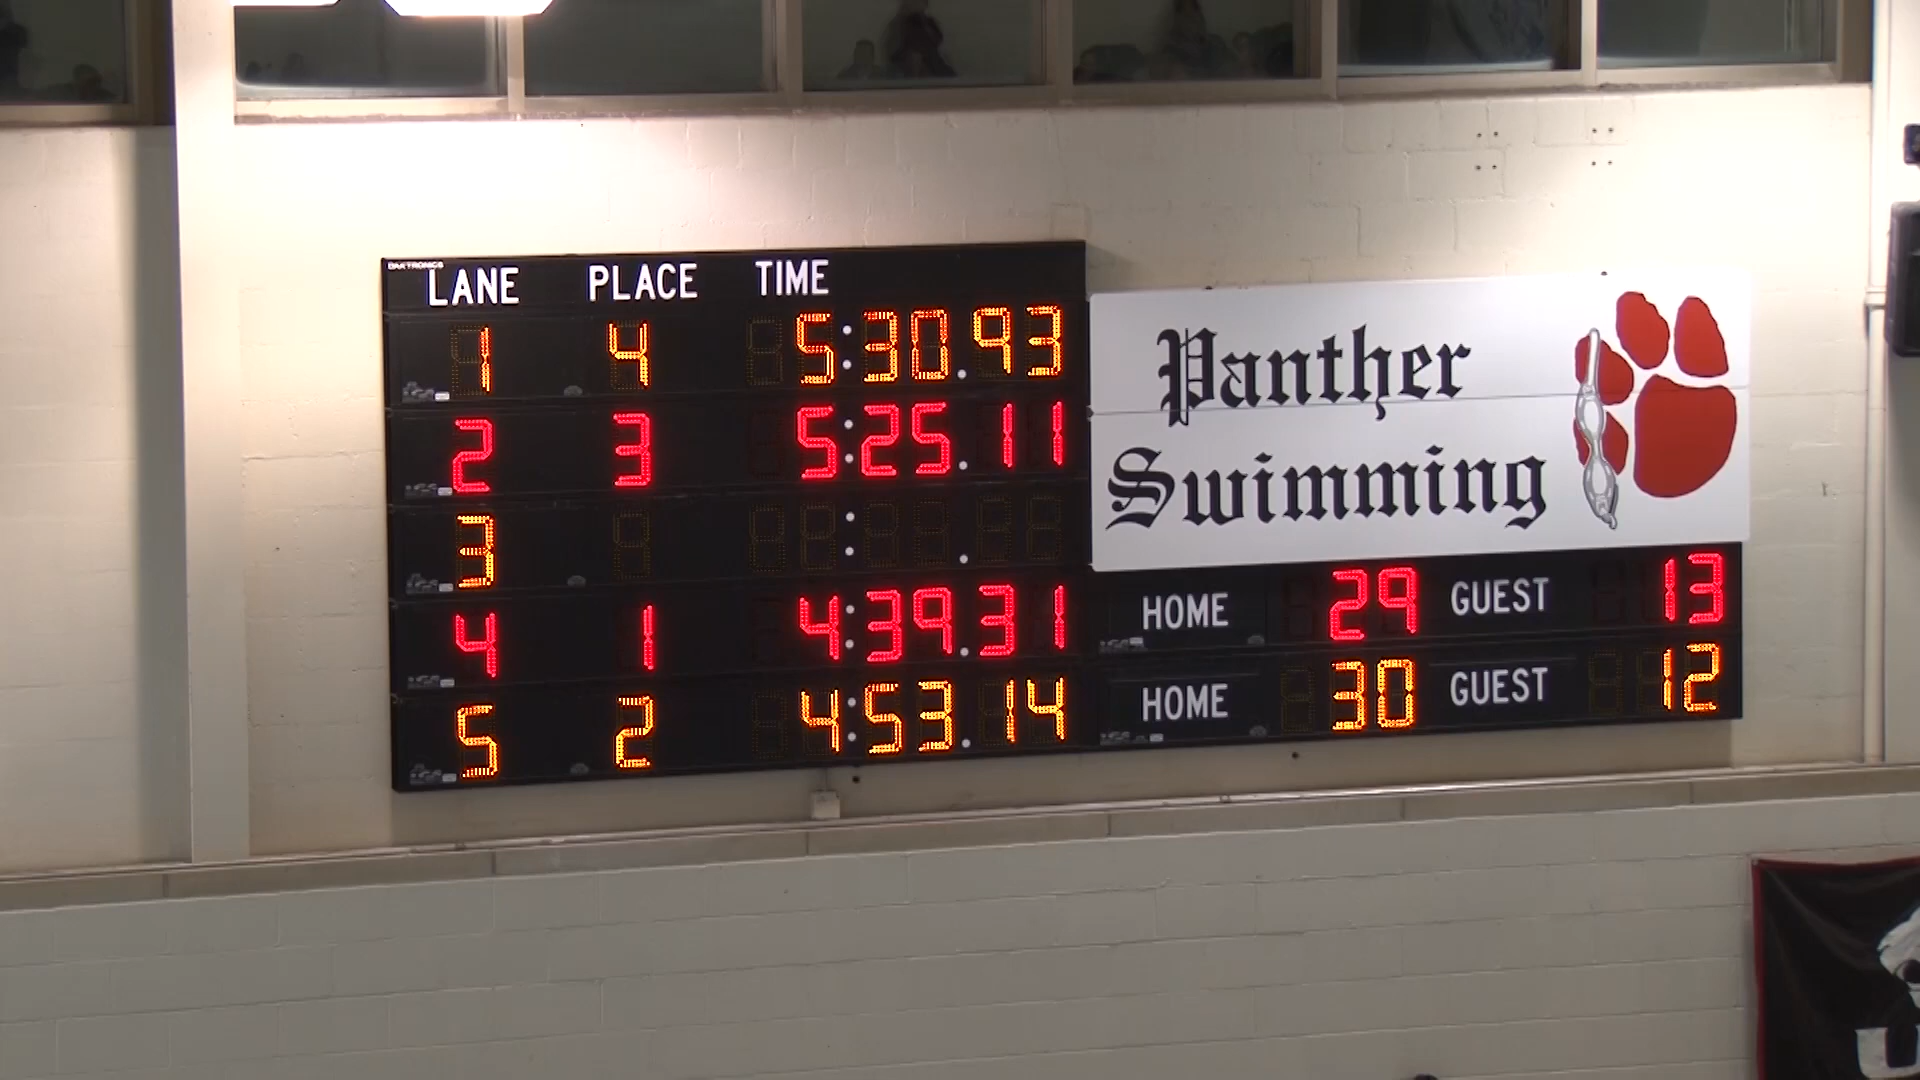 DAKTRONICS
LANE PLACE TIME
1 4 5:30.93
2 3 5:25.11
3
4 1 4:39.31
5 2 4:53.14
Panther
Swimming
HOME 29 GUEST 13
HOME 30 GUEST 12